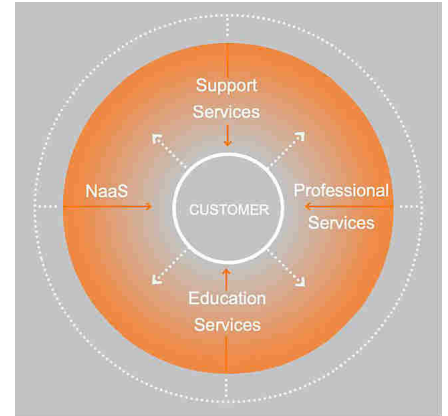 Support
Services
NaaS
CUSTOMER
Professional
Services
Education
Services